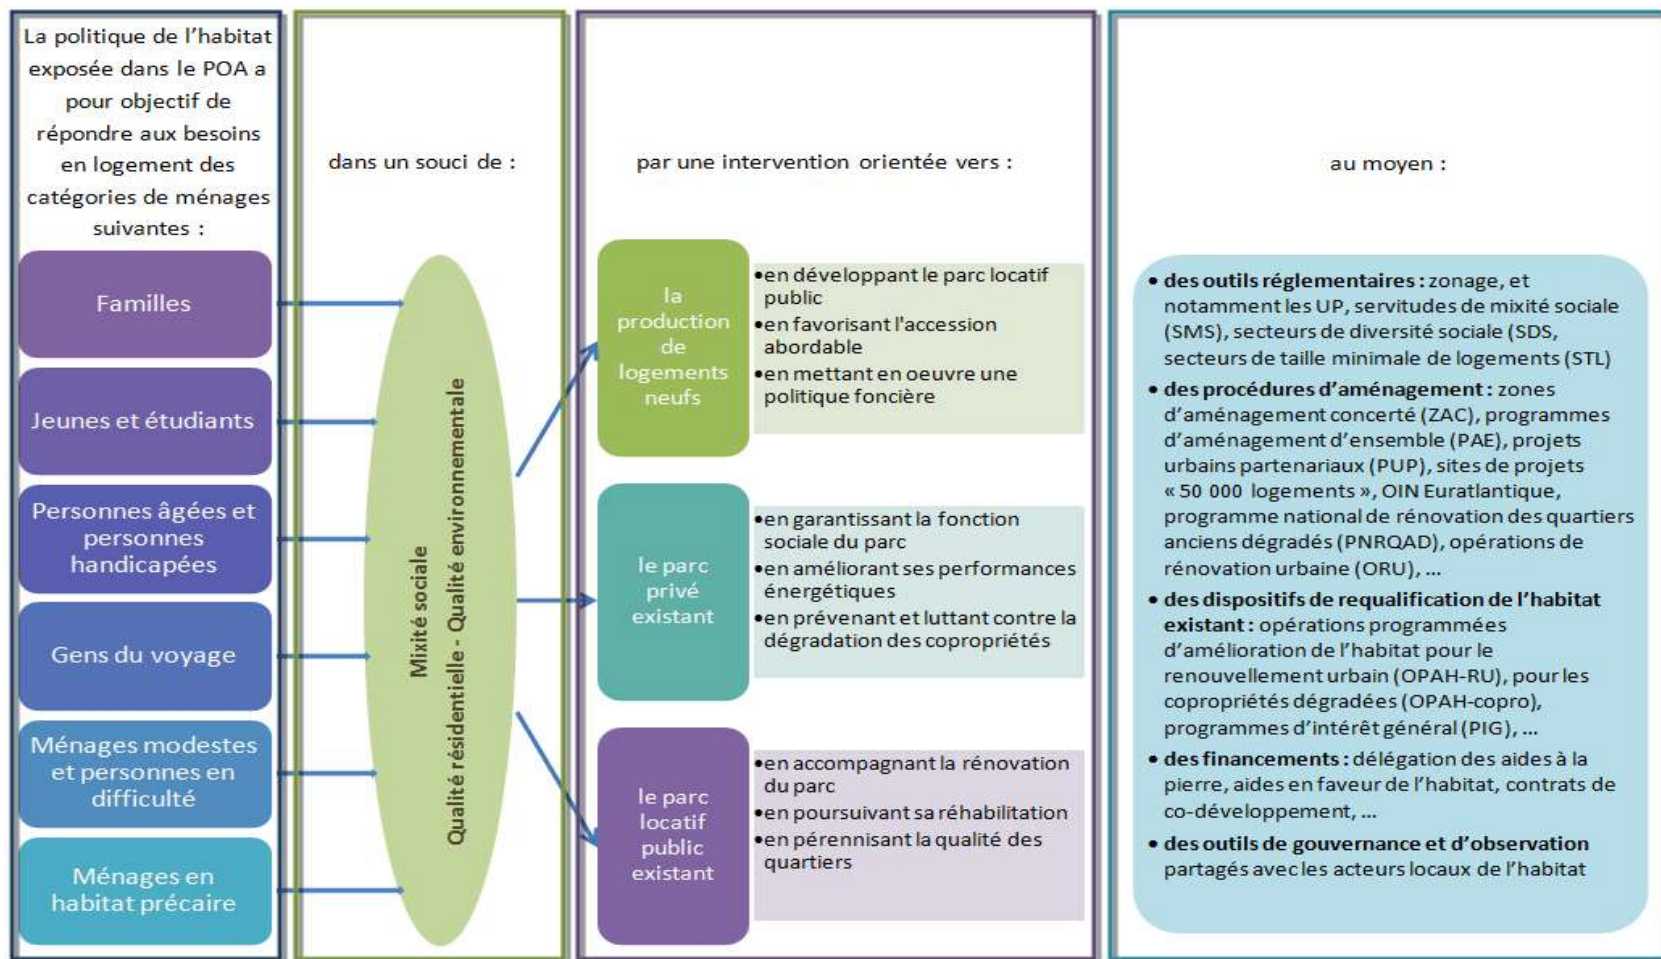 La politique de l’habitat
exposée dans le POA a
pour objectif de
répondre aux besoins
en logement des
catégories de ménages
suivantes :
Familles
Jeunes et étudiants
Personnes âgées et
personnes
handicapées
Gens du voyage
Ménages modestes
et personnes en
difficulté
Ménages en
habitat précaire
dans un souci de :
Mixité sociale
Qualité résidentielle - Qualité environnementale
par une intervention orientée vers :
la
production
de
logements
neufs
•en développant le parc locatif
public
•en favorisant l'accession
abordable
•en mettant en oeuvre une
politique foncière
le parc
privé
existant
•en garantissant la fonction
sociale du parc
•en améliorant ses performances
énergétiques
•en prévenant et luttant contre la
dégradation des copropriétés
le parc
locatif
public
existant
•en accompagnant la rénovation
du parc
•en poursuivant sa réhabilitation
•en pérennisant la qualité des
quartiers
au moyen :
• des outils réglementaires : zonage, et
notamment les UP, servitudes de mixité sociale
(SMS), secteurs de diversité sociale (SDS,
secteurs de taille minimale de logements (STL)
• des procédures d’aménagement : zones
d’aménagement concerté (ZAC), programmes
d’aménagement d’ensemble (PAE), projets
urbains partenariaux (PUP), sites de projets
« 50 000 logements », OIN Euratlantique,
programme national de rénovation des quartiers
anciens dégradés (PNRQAD), opérations de
rénovation urbaine (ORU), ...
• des dispositifs de requalification de l’habitat
existant : opérations programmées
d’amélioration de l’habitat pour le
renouvellement urbain (OPAH-RU), pour les
copropriétés dégradées (OPAH-copro),
programmes d’intérêt général (PIG), ...
• des financements : délégation des aides à la
pierre, aides en faveur de l’habitat, contrats de
co-développement, ...
• des outils de gouvernance et d’observation
partagés avec les acteurs locaux de l’habitat